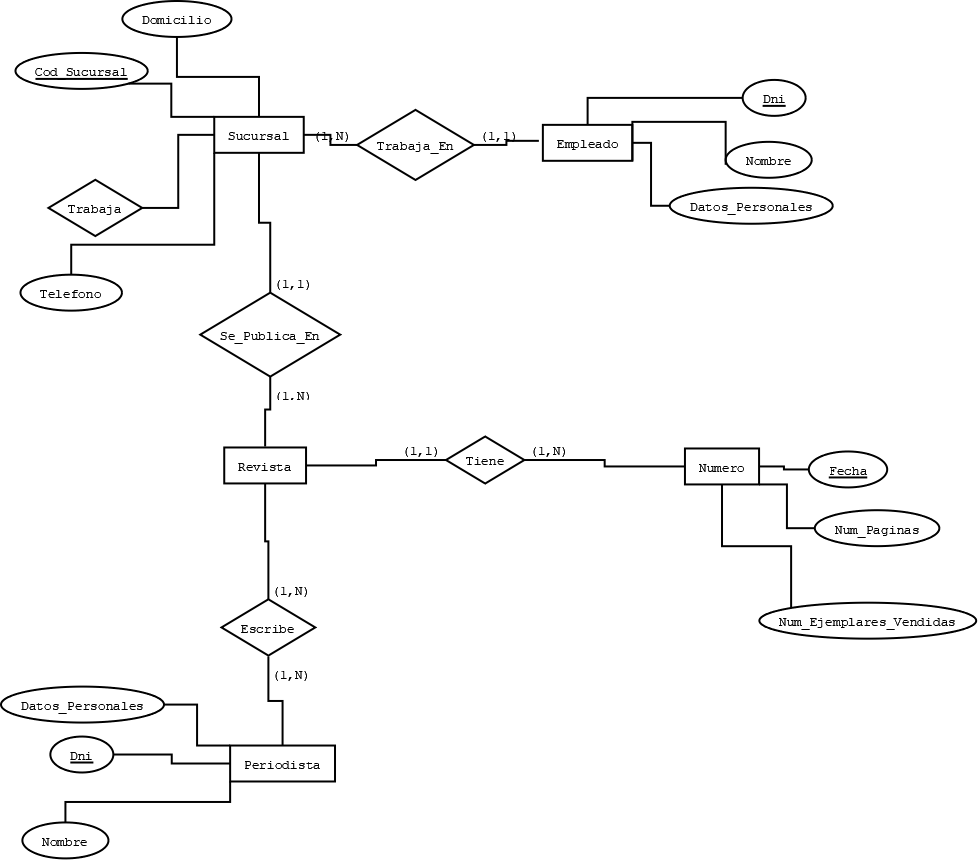 Domicilio
Cod_Sucursal
Dni
Sucursal
(1,N)
Trabaja_En
(1,1)
Empleado
Nombre
Trabaja
Datos_Personales
Telefono
(1,1)
Se_Publica_En
(1,N)
(1,1)
Tiene
(1,N)
Revista
Numero
Fecha
Num_Paginas
(1,N)
Escribe
Num_Ejemplares_Vendidas
(1,N)
Datos_Personales
Dni
Periodista
Nombre